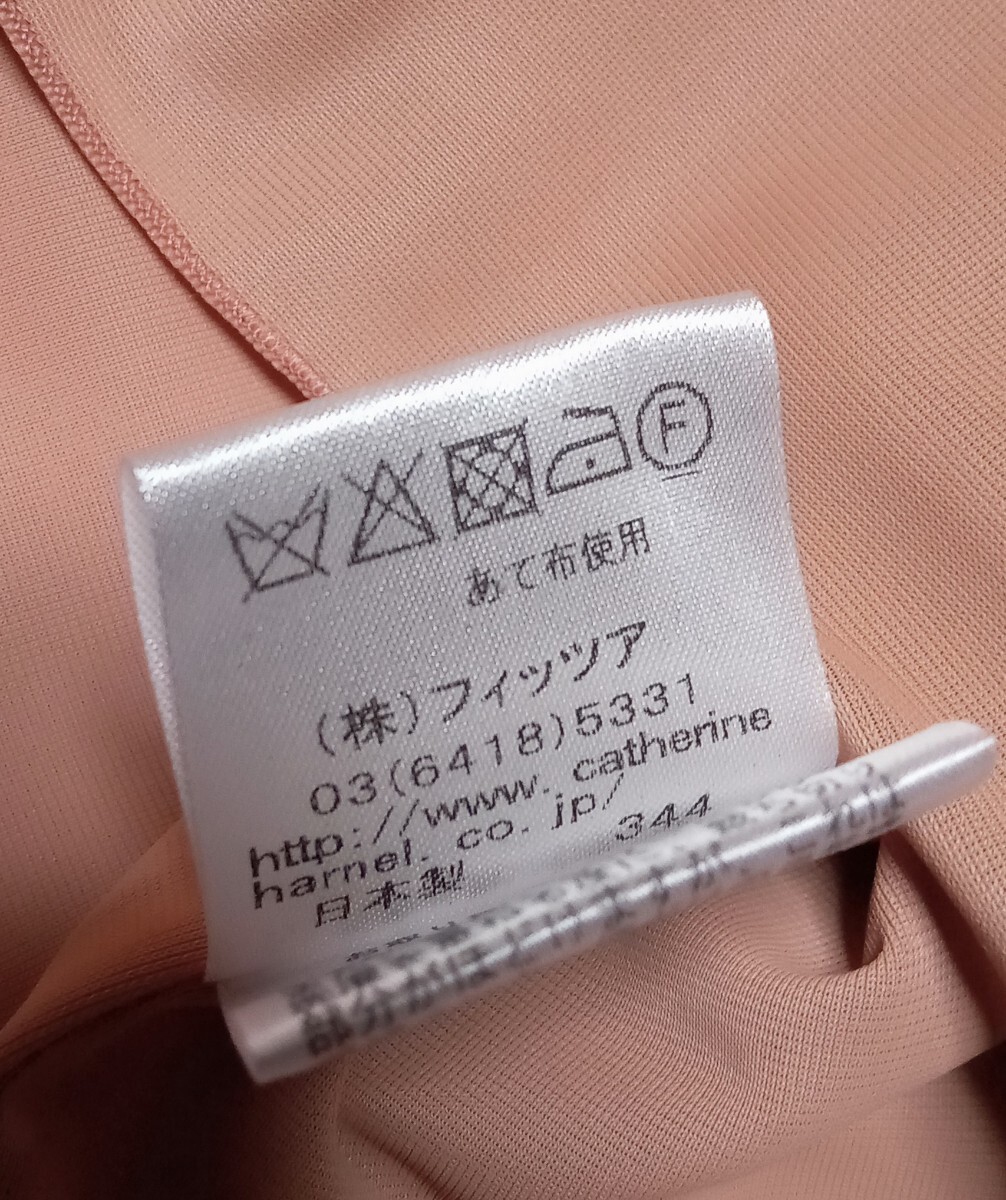 F
あて布使用
(株)フィッツア
03(6418)5331
http://www.catherine
harnel.co.jp/
日本製 344